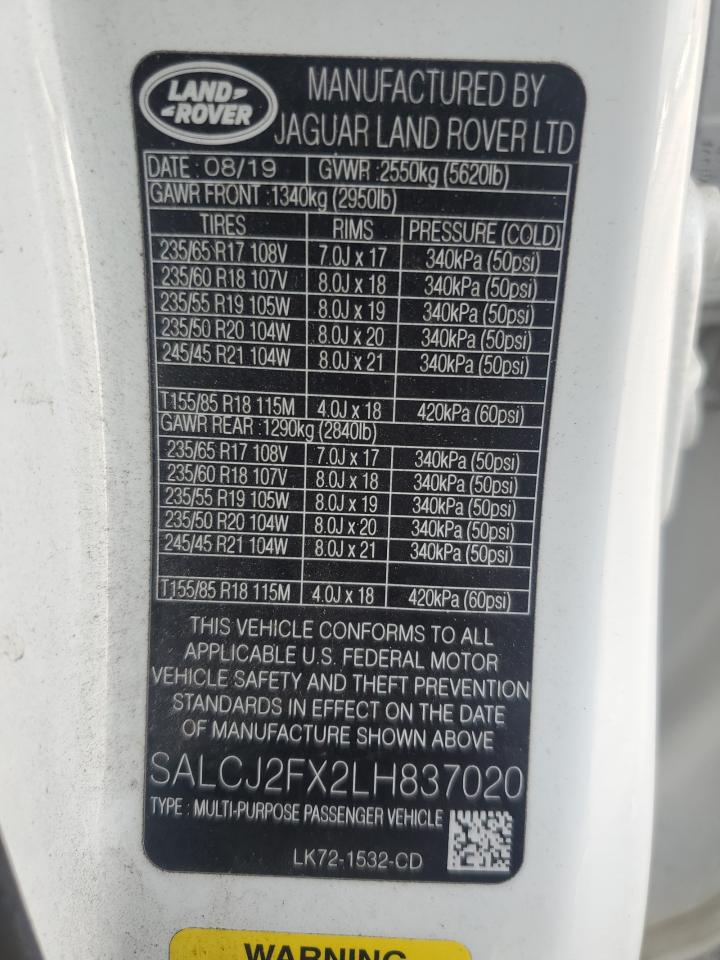 LAND-
-ROVER
MANUFACTURED BY
JAGUAR LAND ROVER LTD
DATE : 08/19 GVWR :2550kg (5620lb)
GAWR FRONT :1340kg (2950lb)
TIRES RIMS PRESSURE (COLD)
235/65 R17 108V 7.0J x 17 340kPa (50psi)
235/60 R18 107V 8.0J x 18 340kPa (50psi)
235/55 R19 105W 8.0J x 19 340kPa (50psi)
235/50 R20 104W 8.0J x 20 340kPa (50psi)
245/45 R21 104W 8.0J x 21 340kPa (50psi)
T155/85 R18 115M 4.0J x 18 420kPa (60psi)
GAWR REAR :1290kg (2840lb)
235/65 R17 108V 7.0J x 17 340kPa (50psi)
235/60 R18 107V 8.0J x 18 340kPa (50psi)
235/55 R19 105W 8.0J x 19 340kPa (50psi)
235/50 R20 104W 8.0J x 20 340kPa (50psi)
245/45 R21 104W 8.0J x 21 340kPa (50psi)
T155/85 R18 115M 4.0J x 18 420kPa (60psi)
THIS VEHICLE CONFORMS TO ALL
APPLICABLE U.S. FEDERAL MOTOR
VEHICLE SAFETY AND THEFT PREVENTION
STANDARDS IN EFFECT ON THE DATE
OF MANUFACTURE SHOWN ABOVE
SALCJ2FX2LH837020
TYPE : MULTI-PURPOSE PASSENGER VEHICLE
LK72-1532-CD
WARNING